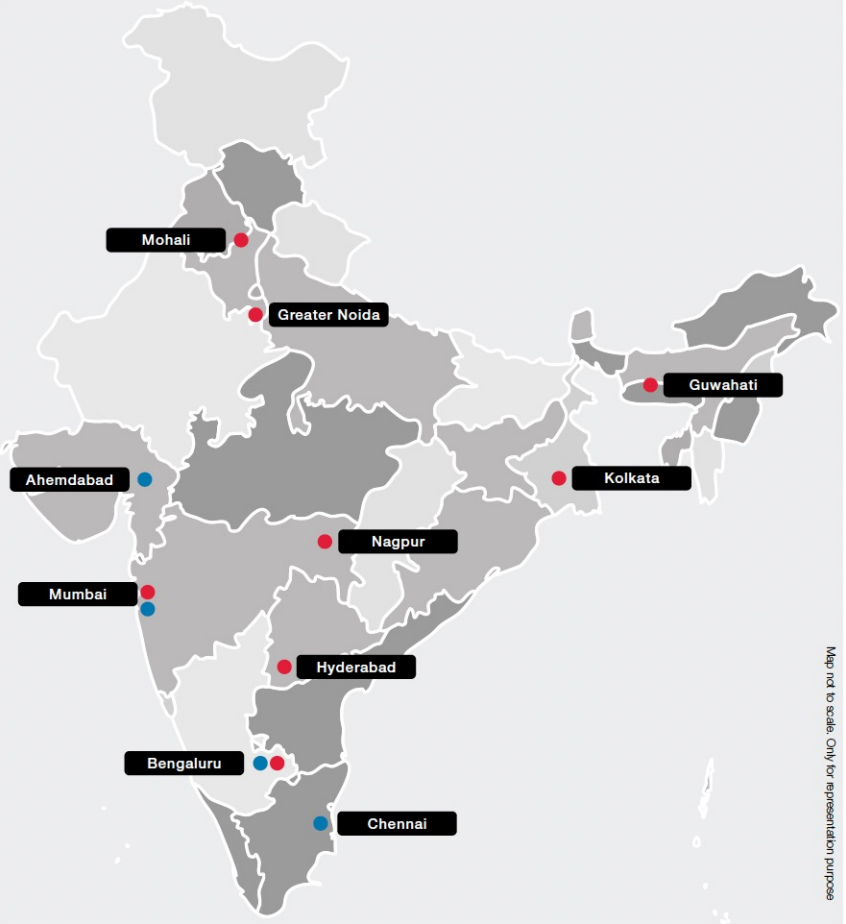 Mohali
Greater Noida
Guwahati
Ahemdabad
Kolkata
Nagpur
Mumbai
Hyderabad
Bengaluru
Chennai
Map not to scale. Only for representation purpose